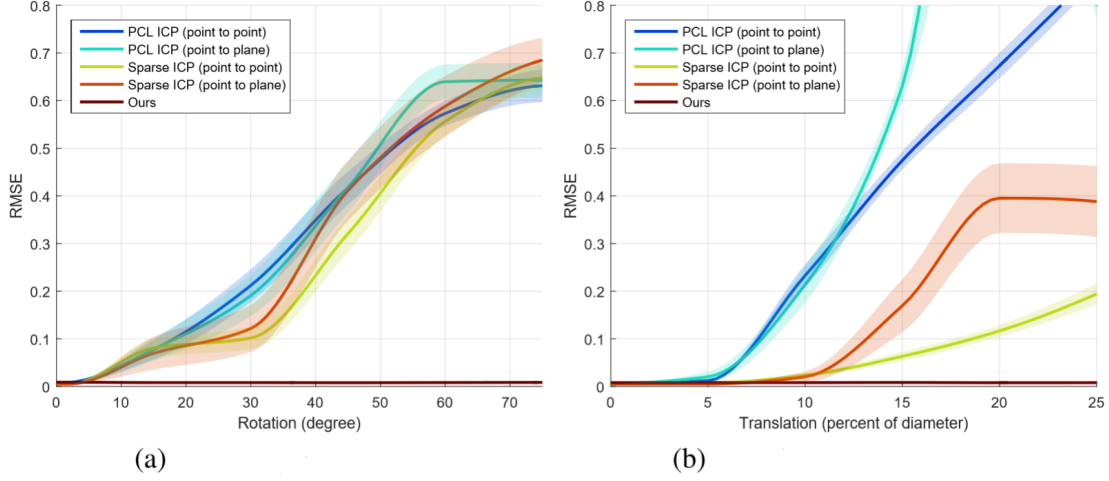 PCL ICP (point to point)
PCL ICP (point to plane)
Sparse ICP (point to point)
Sparse ICP (point to plane)
Ours
RMSE
0.8
0.7
0.6
0.5
0.4
0.3
0.2
0.1
0
0 10 20 30 40 50 60 70
Rotation (degree)
(a)
PCL ICP (point to point)
PCL ICP (point to plane)
Sparse ICP (point to point)
Sparse ICP (point to plane)
Ours
RMSE
0.8
0.7
0.6
0.5
0.4
0.3
0.2
0.1
0
0 5 10 15 20 25
Translation (percent of diameter)
(b)